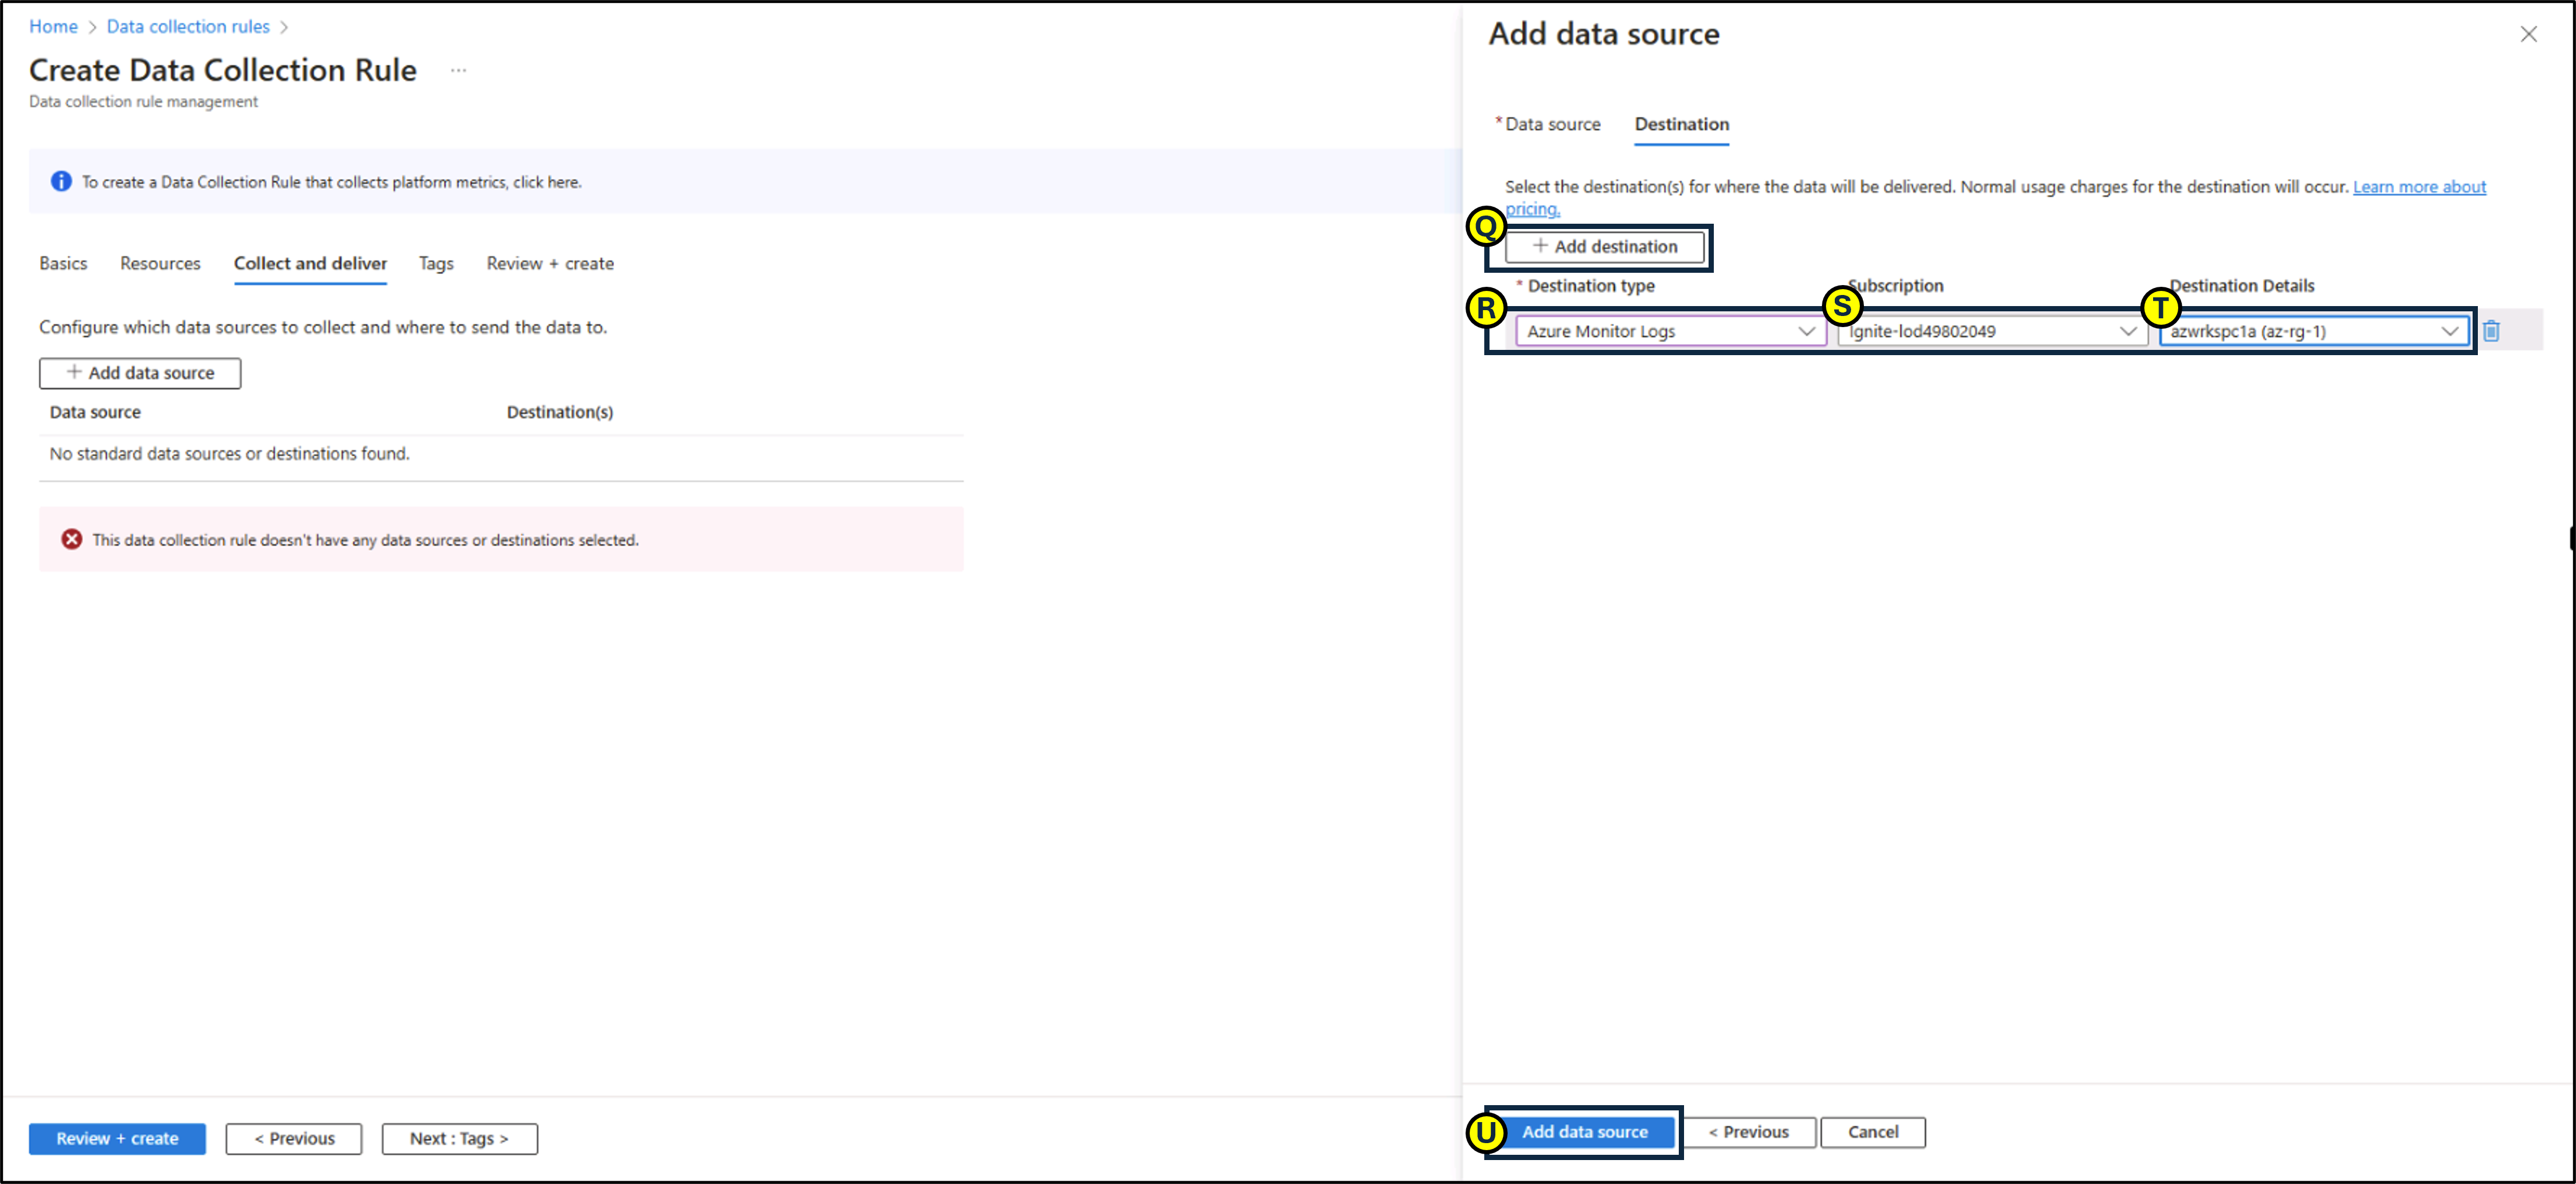 Home > Data collection rules >
Create Data Collection Rule ...
Data collection rule management
To create a Data Collection Rule that collects platform metrics, click here.
Basics Resources Collect and deliver Tags Review + create
Configure which data sources to collect and where to send the data to.
+ Add data source
Data source Destination(s)
No standard data sources or destinations found.
This data collection rule doesn't have any data sources or destinations selected.
Review + create < Previous Next : Tags >
Add data source
* Data source Destination
Select the destination(s) for where the data will be delivered. Normal usage charges for the destination will occur. Learn more about
pricing.
Q
+ Add destination
* Destination type Subscription Destination Details
R S T
Azure Monitor Logs Ignite-lod49802049 azwrkspc1a (az-rg-1)
U Add data source < Previous Cancel